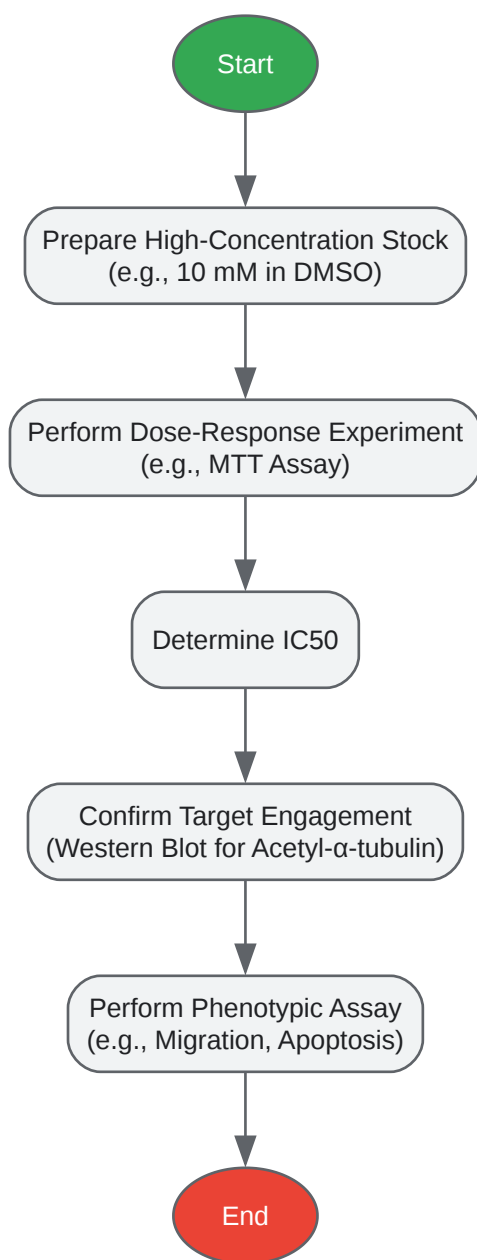 Start
Prepare High-Concentration Stock
(e.g., 10 mM in DMSO)
Perform Dose-Response Experiment
(e.g., MTT Assay)
Determine IC50
Confirm Target Engagement
(Western Blot for Acetyl-α-tubulin)
Perform Phenotypic Assay
(e.g., Migration, Apoptosis)
End